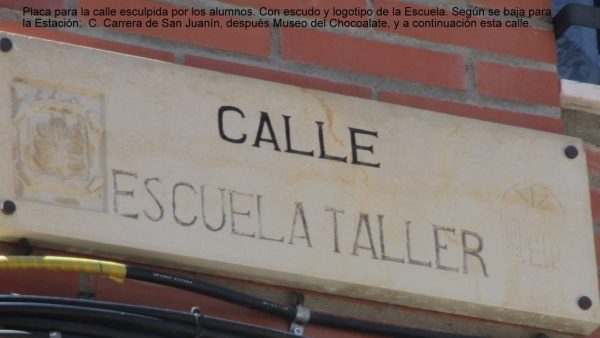 Placa para la calle esculpida por los alumnos. Con escudo y logotipo de la Escuela. Según se baja para
la Estación: C. Carrera de San Juanín, después Museo del Chocoalate, y a continuación esta calle.
CALLE
ESCUELA TALLER